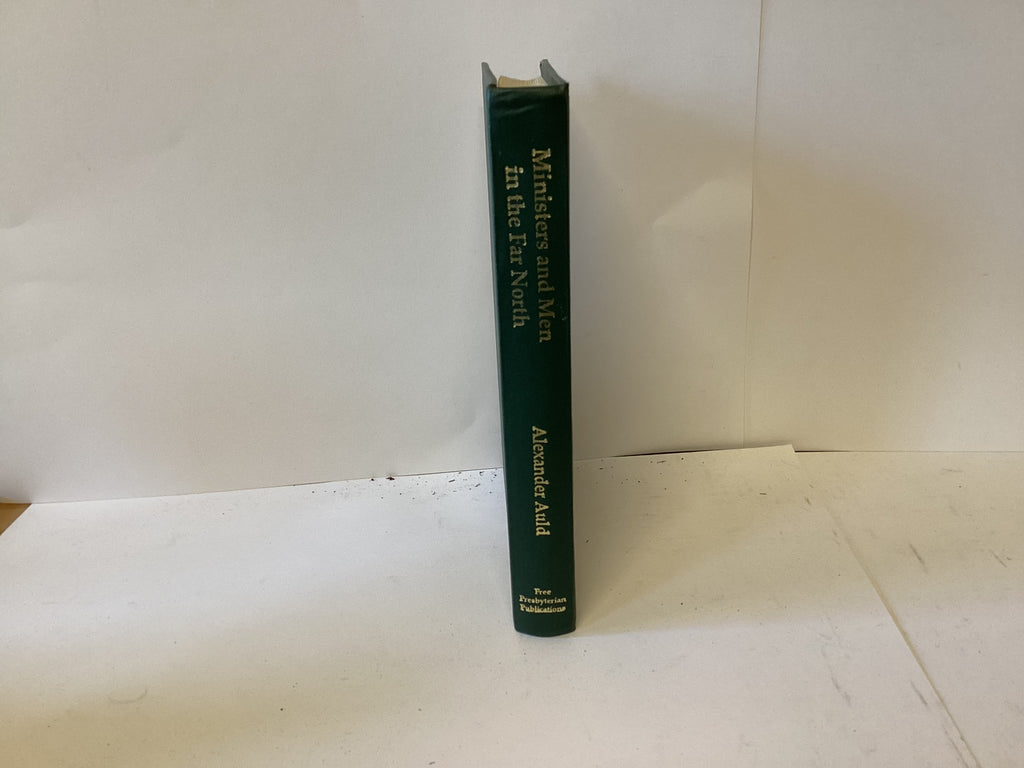 Ministers and Men
in the Far North
Alexander Auld
Free
Presbyterian
Publications